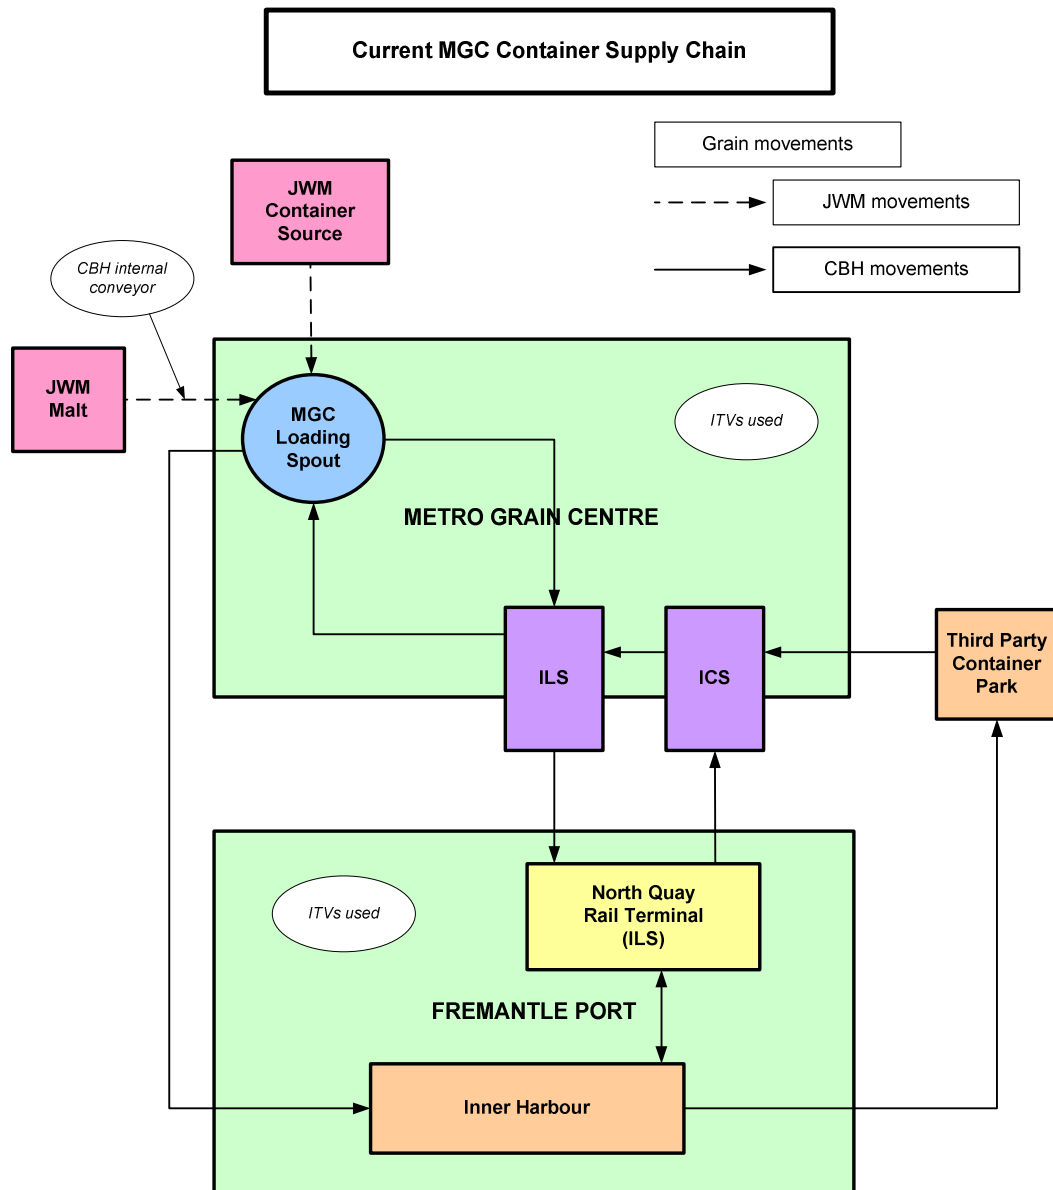 Current MGC Container Supply Chain
Grain movements
JWM movements
CBH movements
JWM
Container
Source
CBH internal
conveyor
JWM
Malt
MGC
Loading
Spout
ITVs used
METRO GRAIN CENTRE
ILS
ICS
Third Party
Container
Park
North Quay
Rail Terminal
(ILS)
ITVs used
FREMANTLE PORT
Inner Harbour